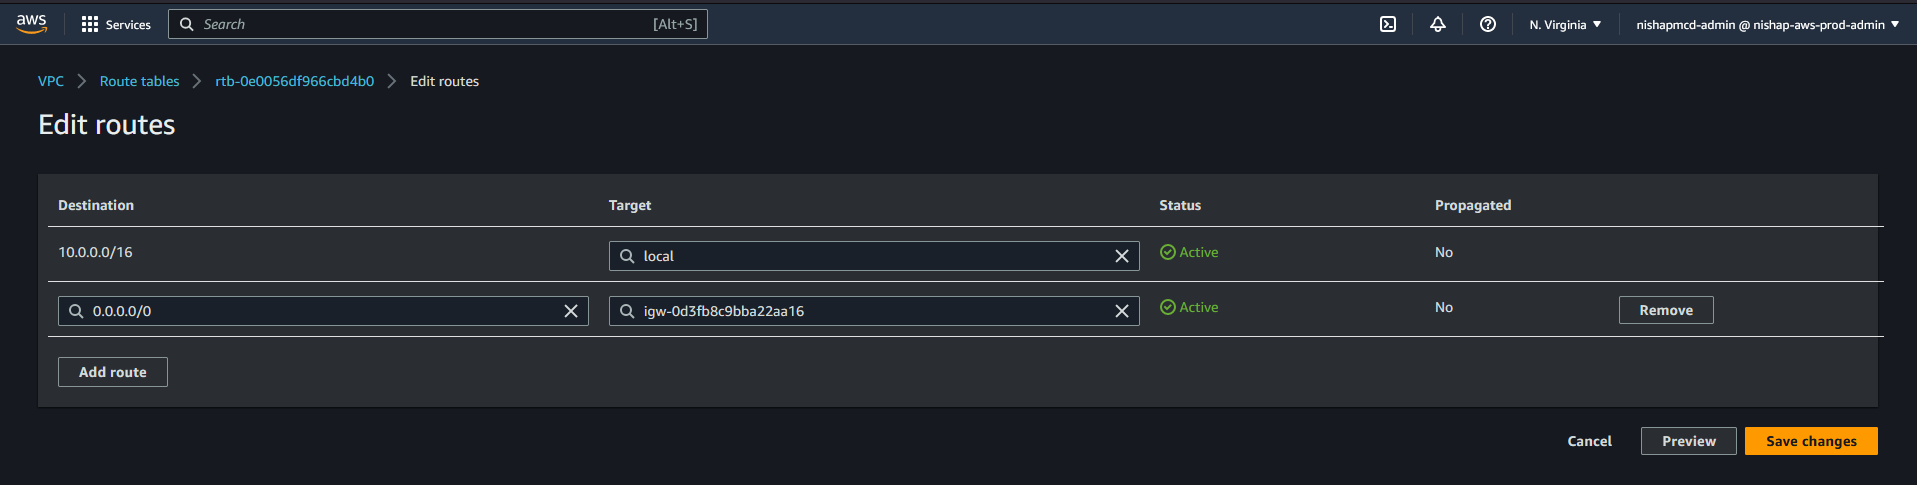 aws Services Search [Alt+S] N. Virginia nishapmcd-admin @ nishap-aws-prod-admin
VPC Route tables rtb-0e0056df966cbd4b0 Edit routes
Edit routes
Destination Target Status Propagated
10.0.0.0/16 local Active No
0.0.0.0/0 igw-0d3fb8c9bba22aa16 Active No Remove
Add route
Cancel Preview Save changes